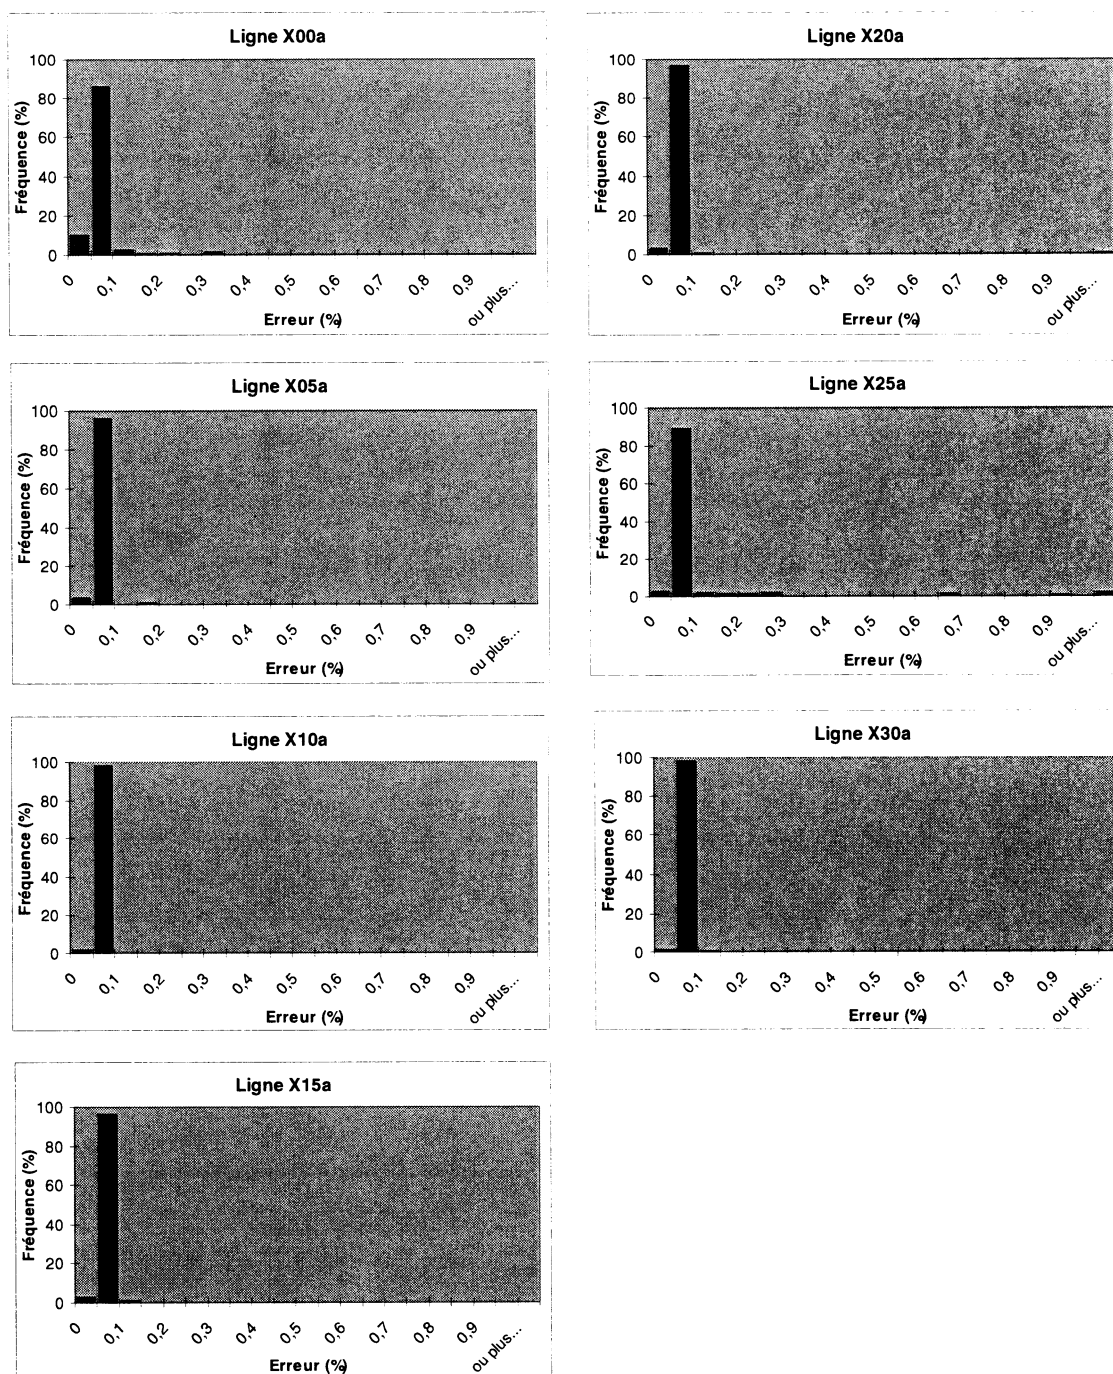 Ligne X00a
Fréquence (%)
100
80
60
40
20
0
0 0,1 0,2 0,3 0,4 0,5 0,6 0,7 0,8 0,9 ou plus...
Erreur (%)
Ligne X20a
Fréquence (%)
100
80
60
40
20
0
0 0,1 0,2 0,3 0,4 0,5 0,6 0,7 0,8 0,9 ou plus...
Erreur (%)
Ligne X05a
Fréquence (%)
100
80
60
40
20
0
0 0,1 0,2 0,3 0,4 0,5 0,6 0,7 0,8 0,9 ou plus...
Erreur (%)
Ligne X25a
Fréquence (%)
100
80
60
40
20
0
0 0,1 0,2 0,3 0,4 0,5 0,6 0,7 0,8 0,9 ou plus...
Erreur (%)
Ligne X10a
Fréquence (%)
100
80
60
40
20
0
0 0,1 0,2 0,3 0,4 0,5 0,6 0,7 0,8 0,9 ou plus...
Erreur (%)
Ligne X30a
Fréquence (%)
100
80
60
40
20
0
0 0,1 0,2 0,3 0,4 0,5 0,6 0,7 0,8 0,9 ou plus...
Erreur (%)
Ligne X15a
Fréquence (%)
100
80
60
40
20
0
0 0,1 0,2 0,3 0,4 0,5 0,6 0,7 0,8 0,9 ou plus...
Erreur (%)